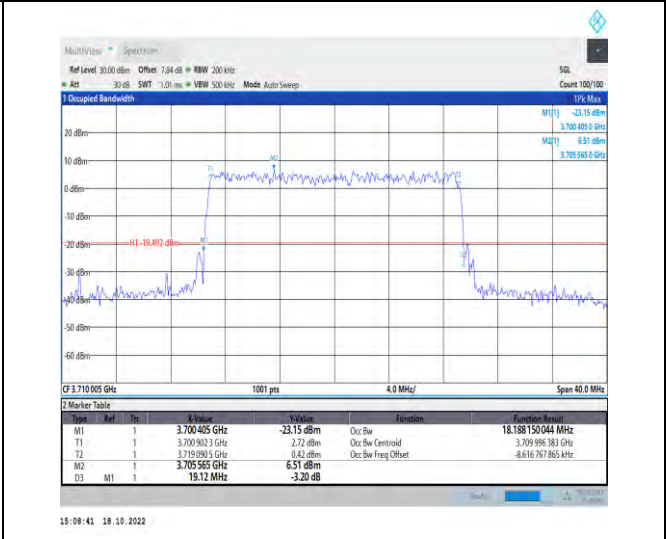 MultiView Spectrum
Ref Level 30.00 dBm Offset 7.84 dB RBW 200 kHz SGL
Att 30 dB SWT 1.01 ms VBW 500 kHz Mode Auto Sweep Count 100/100
1 Occupied Bandwidth 1Pk Max
M1[1] -23.15 dBm
3.700 405 0 GHz
M2[1] 6.51 dBm
3.705 565 0 GHz
20 dBm
10 dBm
M2
T1
0 dBm
-10 dBm
-20 dBm
M1
-30 dBm
-40 dBm
-50 dBm
-60 dBm
CF 3.710 005 GHz 1001 pts 4.0 MHz/ Span 40.0 MHz
2 Marker Table
Type Ref Trc X-Value Y-Value Function Function Result
M1 1 3.700 405 GHz -23.15 dBm Occ Bw 18.188 150 044 MHz
T1 1 3.700 902 3 GHz 2.72 dBm Occ Bw Centroid 3.709 996 383 GHz
T2 1 3.719 090 5 GHz 0.42 dBm Occ Bw Freq Offset -8.616 767 865 kHz
M2 1 3.705 565 GHz 6.51 dBm
D3 M1 1 19.12 MHz -3.20 dB
15:08:41 18.10.2022